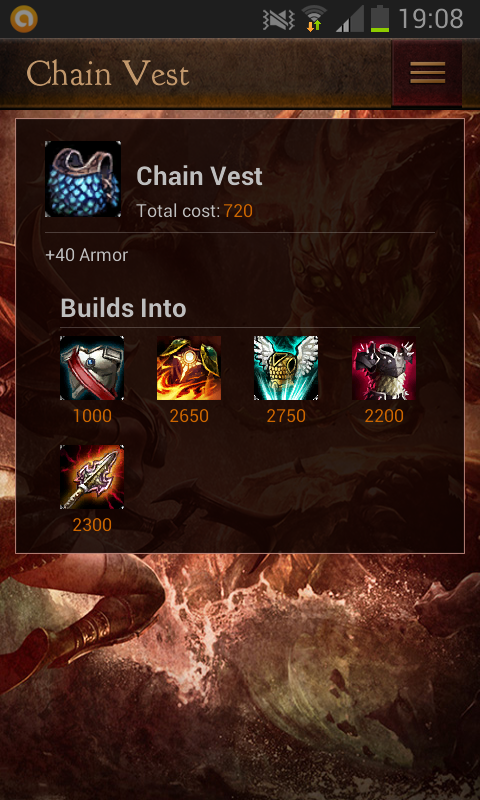 19:08
Chain Vest
Chain Vest
Total cost: 720
+40 Armor
Builds Into
1000 2650 2750 2200
2300